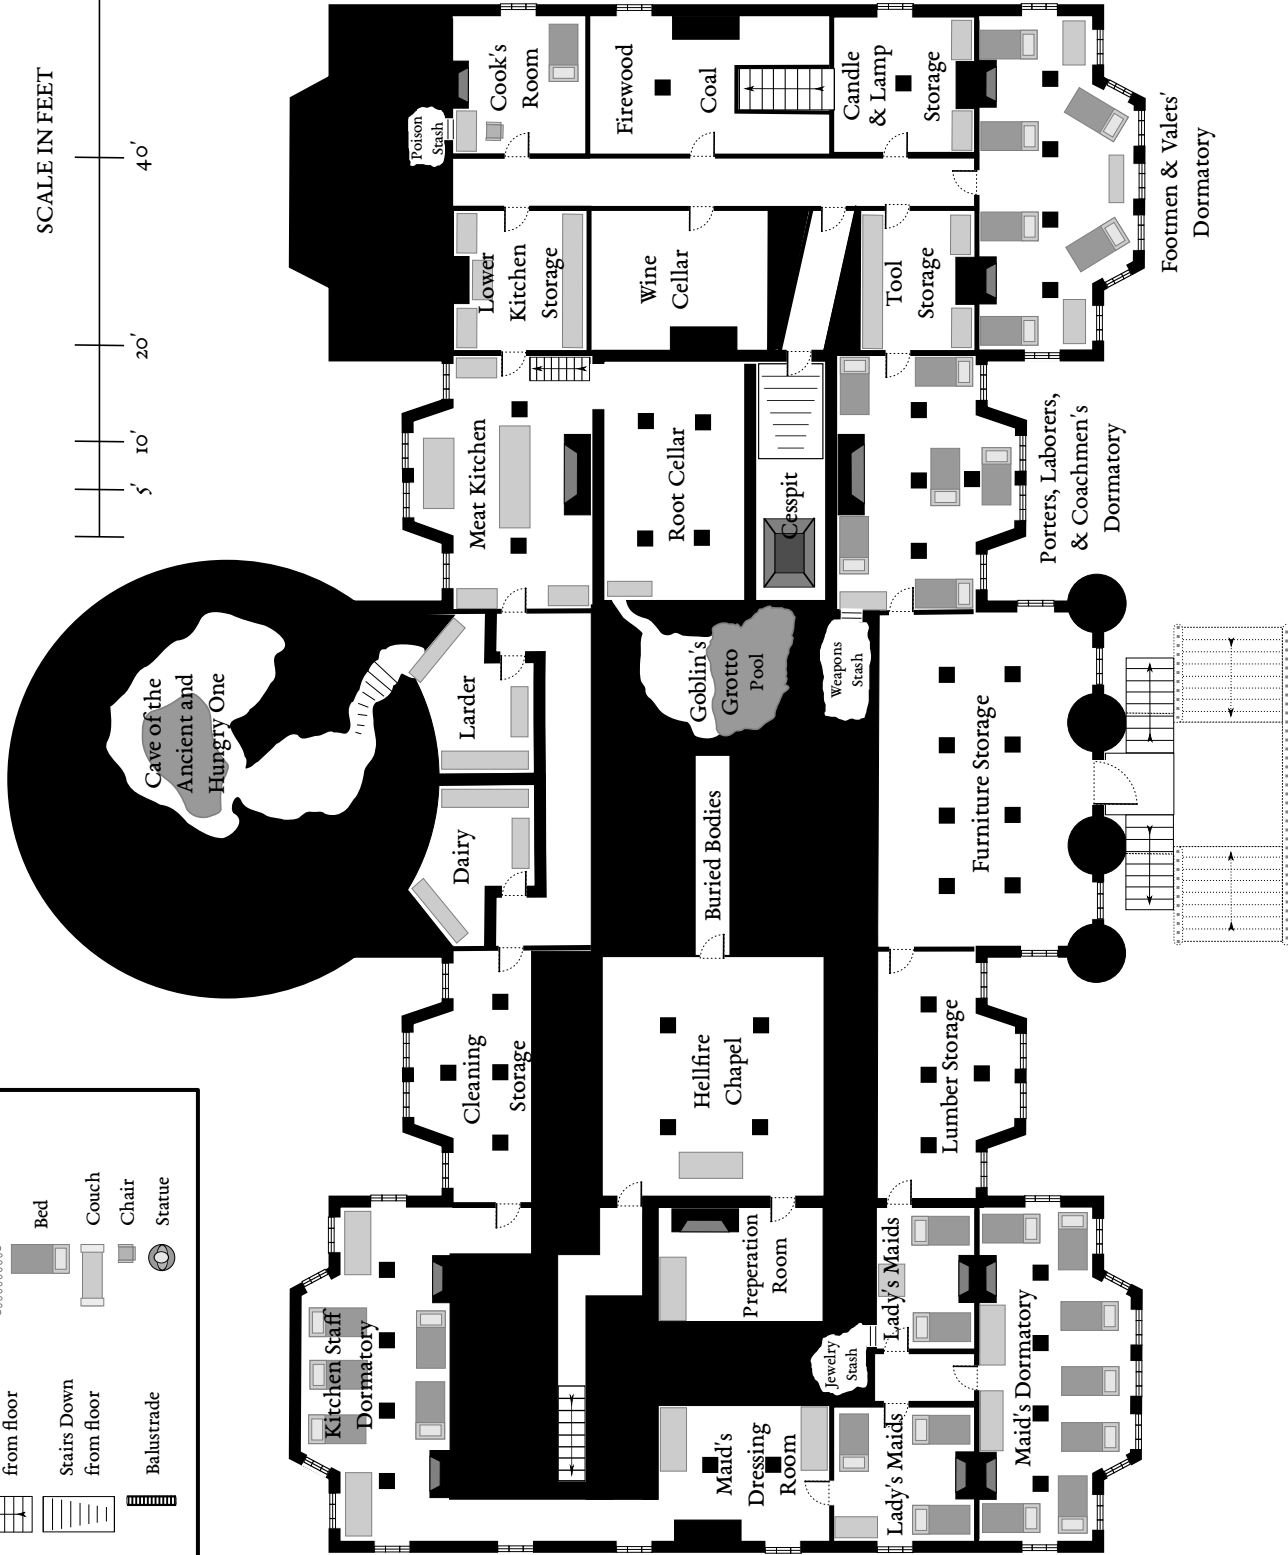 SCALE IN FEET
40'
20'
10'
5'
Cook's
Room
Poison
Stash
Firewood
Coal
Candle
& Lamp
Storage
Footmen & Valets'
Dormatory
Lower
Kitchen
Storage
Wine
Cellar
Tool
Storage
Meat Kitchen
Root Cellar
Cesspit
Porters, Laborers,
& Coachmen's
Dormatory
Cave of the
Ancient and
Hungry One
Larder
Goblin's
Grotto
Pool
Weapons
Stash
Furniture Storage
Dairy
Buried Bodies
Cleaning
Storage
Hellfire
Chapel
Lumber Storage
Kitchen Staff
Dormatory
Preperation
Room
Lady's Maids
Jewelry
Stash
Maid's Dormatory
Maid's
Dressing
Room
Lady's Maids
Bed
Couch
Chair
Statue
from floor
Stairs Down
from floor
Balustrade